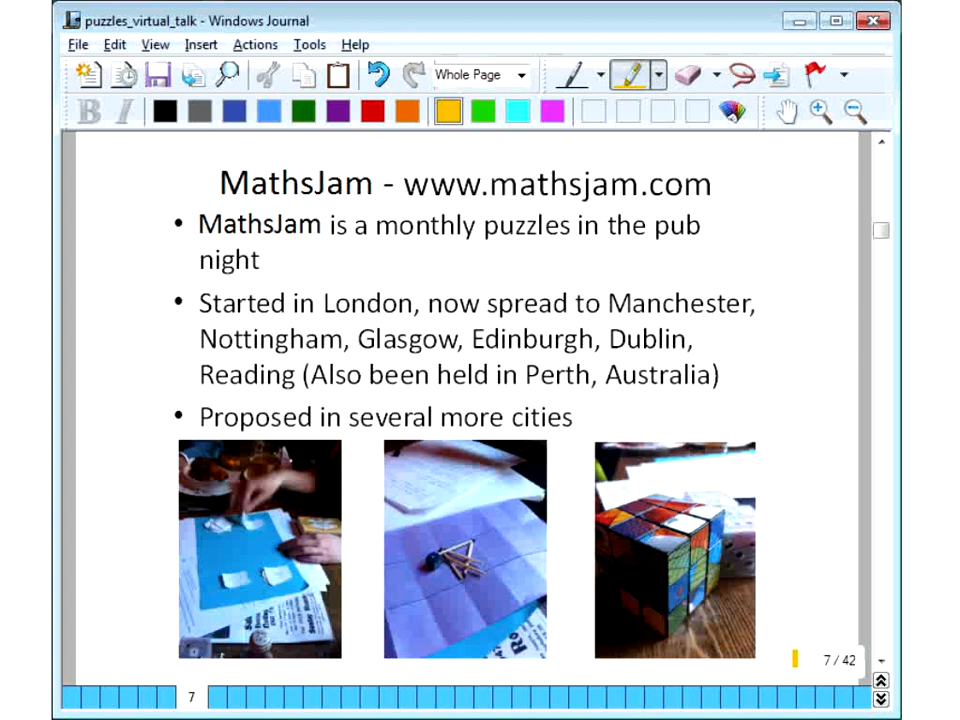 puzzles_virtual_talk - Windows Journal
File Edit View Insert Actions Tools Help
Whole Page
B I
MathsJam - www.mathsjam.com
• MathsJam is a monthly puzzles in the pub
night
• Started in London, now spread to Manchester,
Nottingham, Glasgow, Edinburgh, Dublin,
Reading (Also been held in Perth, Australia)
• Proposed in several more cities
7 / 42
7